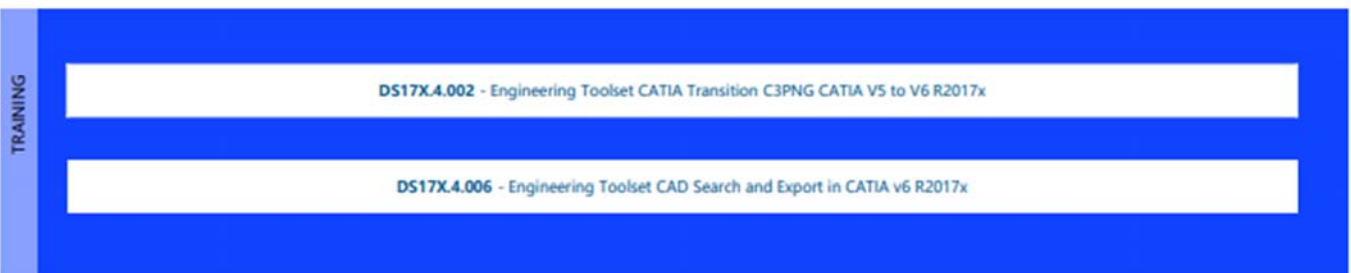 TRAINING
DS17X.4.002 - Engineering Toolset CATIA Transition C3PNG CATIA V5 to V6 R2017x
DS17X.4.006 - Engineering Toolset CAD Search and Export in CATIA v6 R2017x